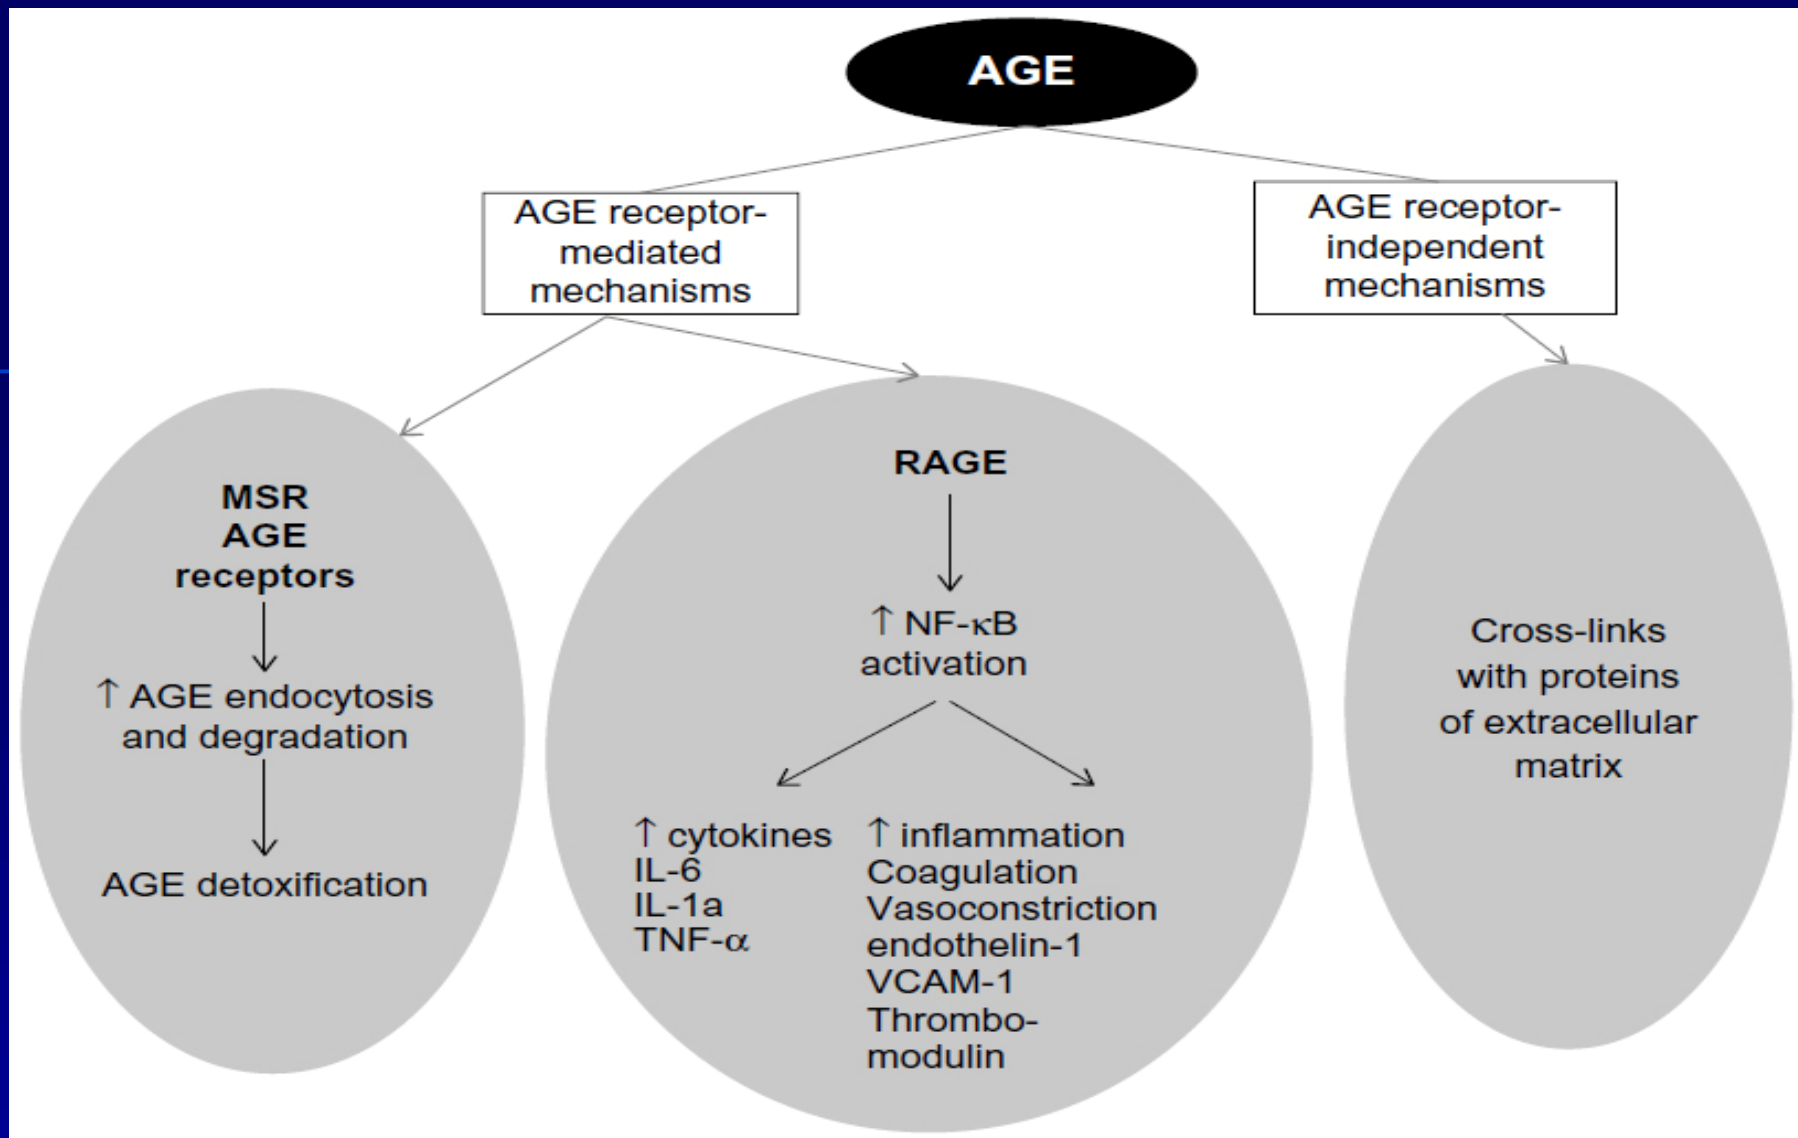 AGE
AGE receptor-
mediated
mechanisms
AGE receptor-
independent
mechanisms
MSR
AGE
receptors
↑ AGE endocytosis
and degradation
AGE detoxification
RAGE
↑ NF-κB
activation
↑ cytokines
IL-6
IL-1a
TNF-α
↑ inflammation
Coagulation
Vasoconstriction
endothelin-1
VCAM-1
Thrombo-
modulin
Cross-links
with proteins
of extracellular
matrix